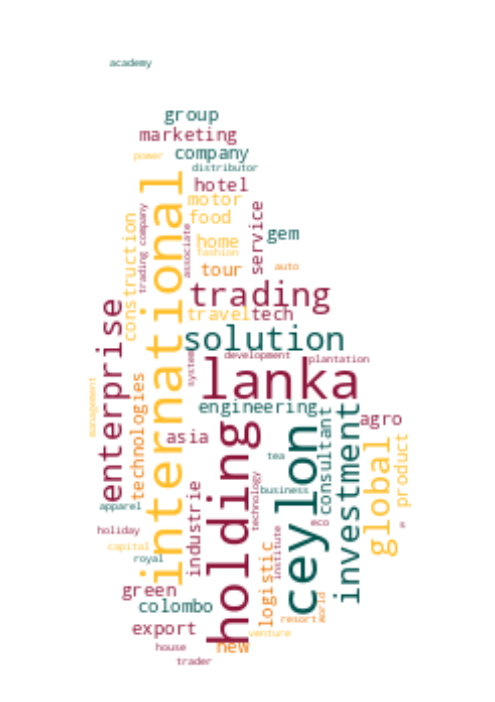 academy
group
marketing
power
company
distributor
hotel
motor
food
service
gem
construction
trading company
associate
home
fashion
tour
auto
international
trading
travel
tech
solution
enterprise
development
plantation
system
lanka
management
technologies
engineering
asia
consultant
agro
investment
global
product
holding
ceylon
tea
business
technology
industrie
apparel
eco
holiday
capital
royal
institute
logistic
green
colombo
world
resort
export
venture
new
house
trader